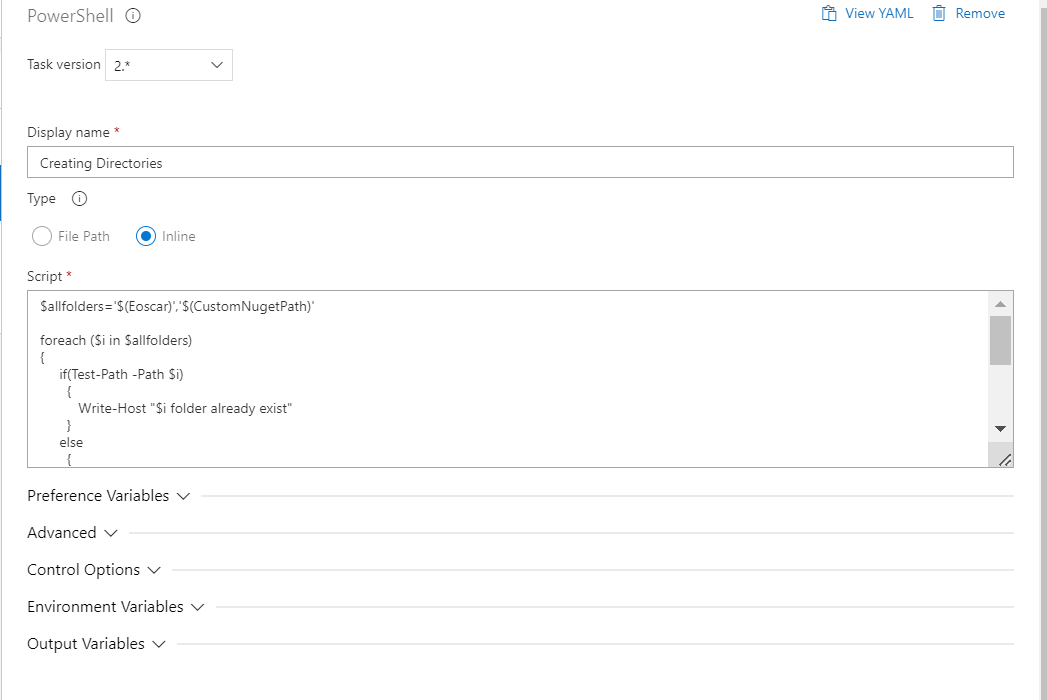 PowerShell
View YAML
Remove
Task version
2.*
Display name *
Creating Directories
Type
File Path
Inline
Script *
$allfolders='$(Eoscar)','$(CustomNugetPath)'
foreach ($i in $allfolders)
{
if(Test-Path -Path $i)
{
Write-Host "$i folder already exist"
}
else
{
Preference Variables
Advanced
Control Options
Environment Variables
Output Variables